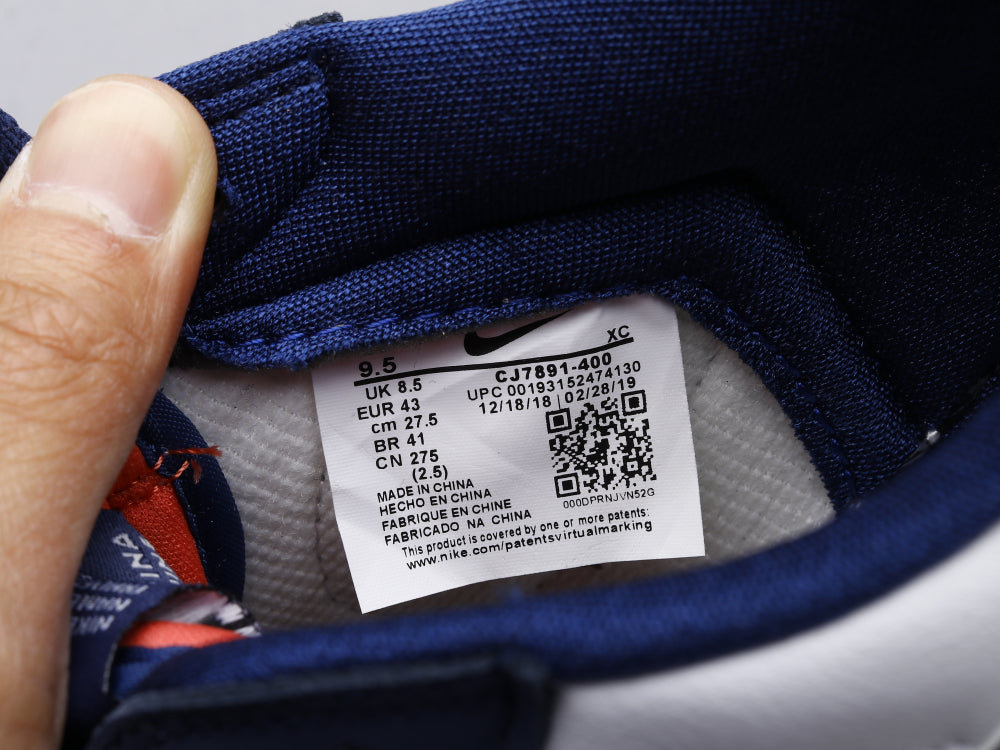 9.5
XC
UK 8.5
EUR 43
cm 27.5
BR 41
CN 275
(2.5)
CJ7891-400
UPC 00193152474130
12/18/18 | 02/28/19
000DPRNJVN52G
MADE IN CHINA
HECHO EN CHINA
FABRIQUE EN CHINE
FABRICADO NA CHINA
This product is covered by one or more patents:
www.nike.com/patentsvirtualmarking